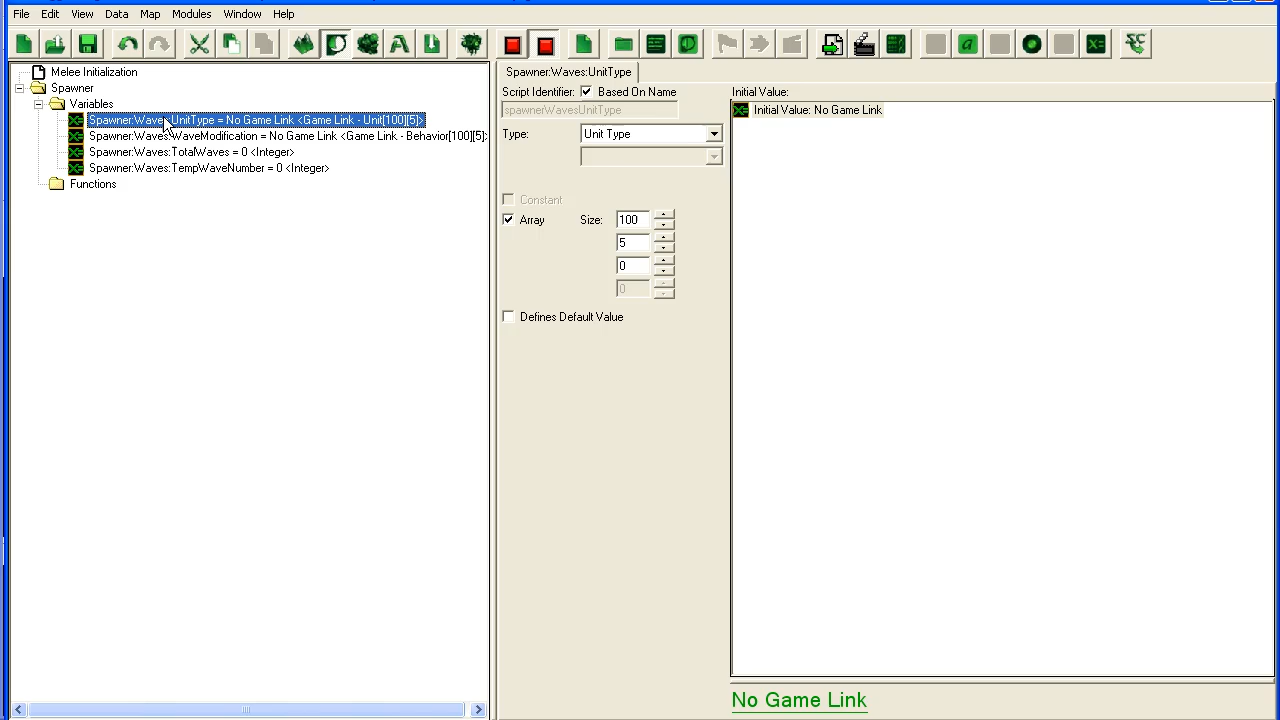 File Edit View Data Map Modules Window Help
Melee Initialization
Spawner
Variables
Spawner:Waves:UnitType = No Game Link <Game Link - Unit[100][5]>
Spawner:Waves:WaveModification = No Game Link <Game Link - Behavior[100][5]>
Spawner:Waves:TotalWaves = 0 <Integer>
Spawner:Waves:TempWaveNumber = 0 <Integer>
Functions
Spawner:Waves:UnitType
Script Identifier: Based On Name
spawnerWavesUnitType
Type: Unit Type
Constant
Array Size: 100
5
0
0
Defines Default Value
Initial Value:
Initial Value: No Game Link
No Game Link